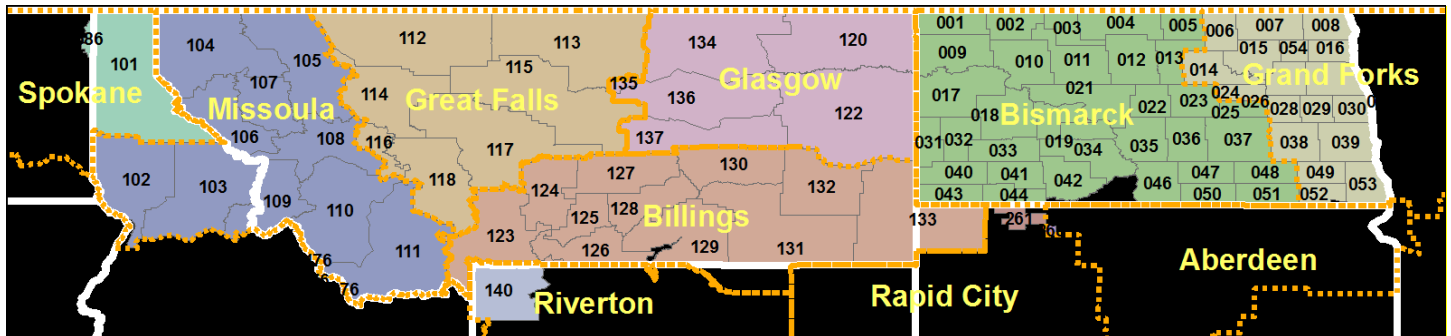 001 002 003 004 005 006 007 008
112 113 134 120
104 105
86 101
009 010 011 012 013 015 054 016
115
107 135
Spokane Missoula Great Falls Glasgow Grand Forks
114 014
136 017 021 024
122 018 022 023 026 028 029 030
Bismarck 025
106 108 116 137
117 031 032 019 035 036 037 038 039
033 034
118 130
102 103 127 040 041 042 046 047 048 049 053
124 132
043 044 050 051 052
109 110 125 128
Billings 133 261
123 126 129 131
111
76
76
140
Riverton Rapid City Aberdeen